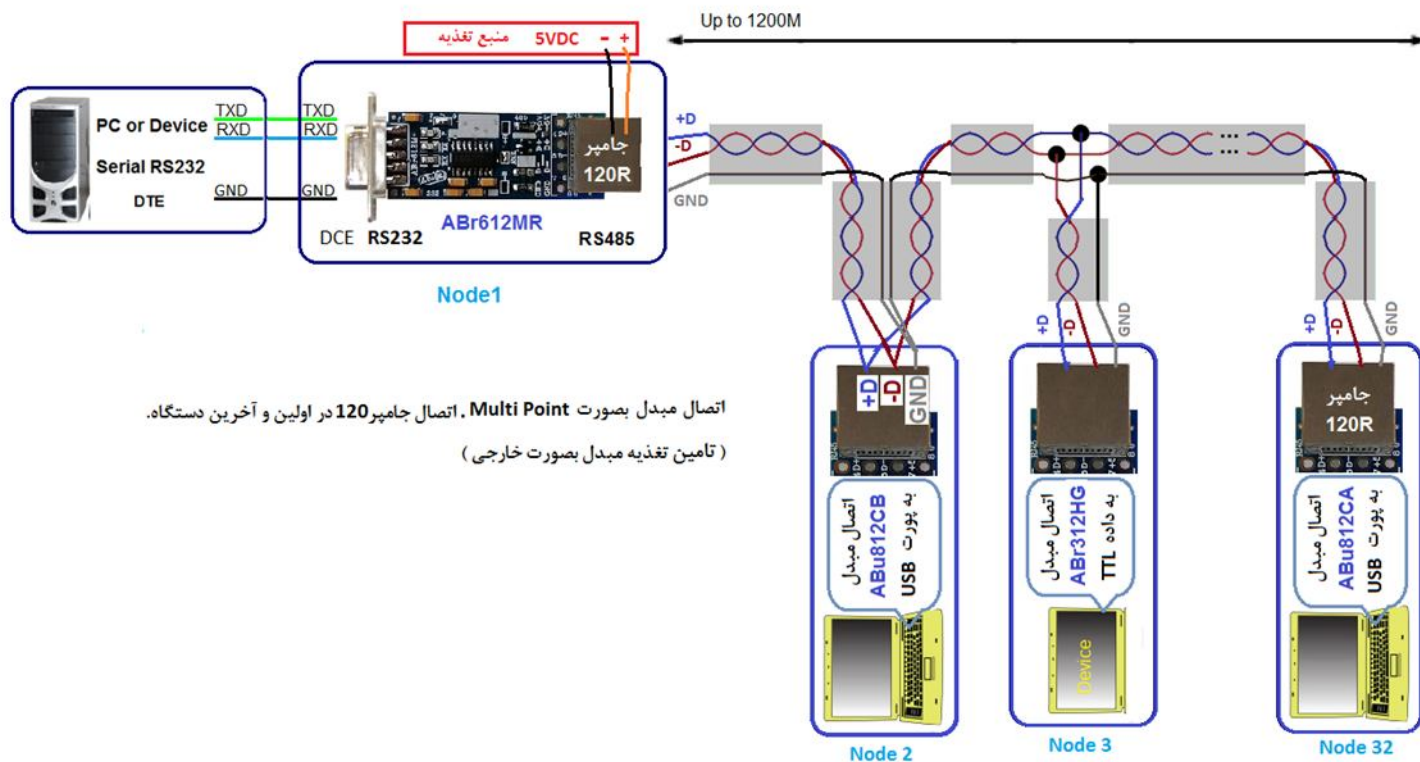 Up to 1200M
منبع تغذیه 5VDC - +
PC or Device
Serial RS232
DTE
TXD
RXD
GND
TXD
RXD
GND
جامپر
120R
ABr612MR
DCE RS232
RS485
Node1
+D
-D
GND
+D
-D
GND
+D
-D
GND
+D
-D
GND
اتصال مبدل بصورت Multi Point . اتصال جامپر120 در اولین و آخرین دستگاه.
( تامین تغذیه مبدل بصورت خارجی )
جامپر
120R
اتصال مبدل
ABu812CB
به پورت USB
اتصال مبدل
ABr312HG
به داده TTL
اتصال مبدل
ABu812CA
به پورت USB
Device
Node 2
Node 3
Node 32